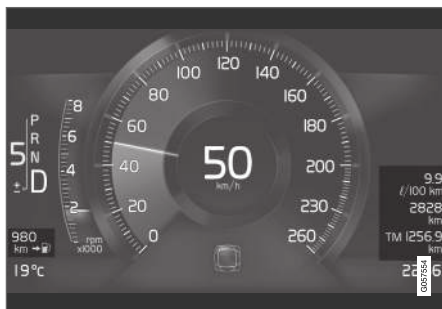 120
100 140
80 160
60 180
40 200
20 230
0 260
50
km/h
8
6
4
2
rpm
x1000
P
R
N
D
5
±
980
km →
19°c
9.9
ℓ/100 km
2828
km
TM 1256,9
km
G057554